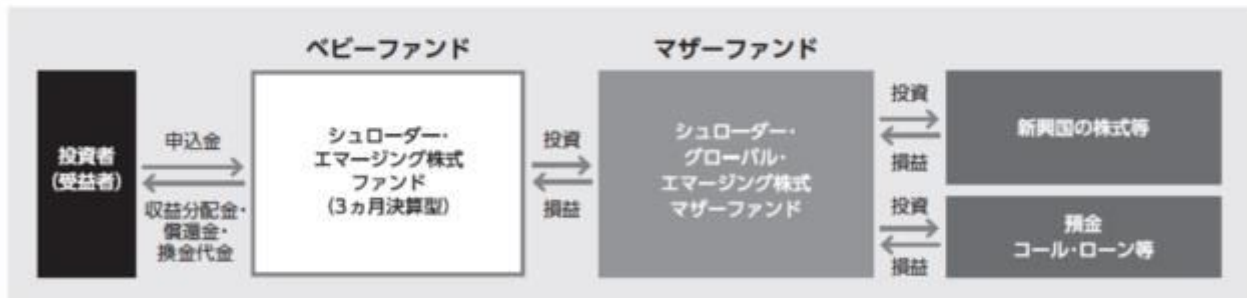 ベビーファンド
マザーファンド
投資者
(受益者)
申込金
収益分配金・
償還金・
換金代金
シュローダー・
エマージング株式
ファンド
(3ヵ月決算型)
投資
損益
シュローダー・
グローバル・
エマージング株式
マザーファンド
投資
損益
新興国の株式等
投資
損益
預金
コール・ローン等